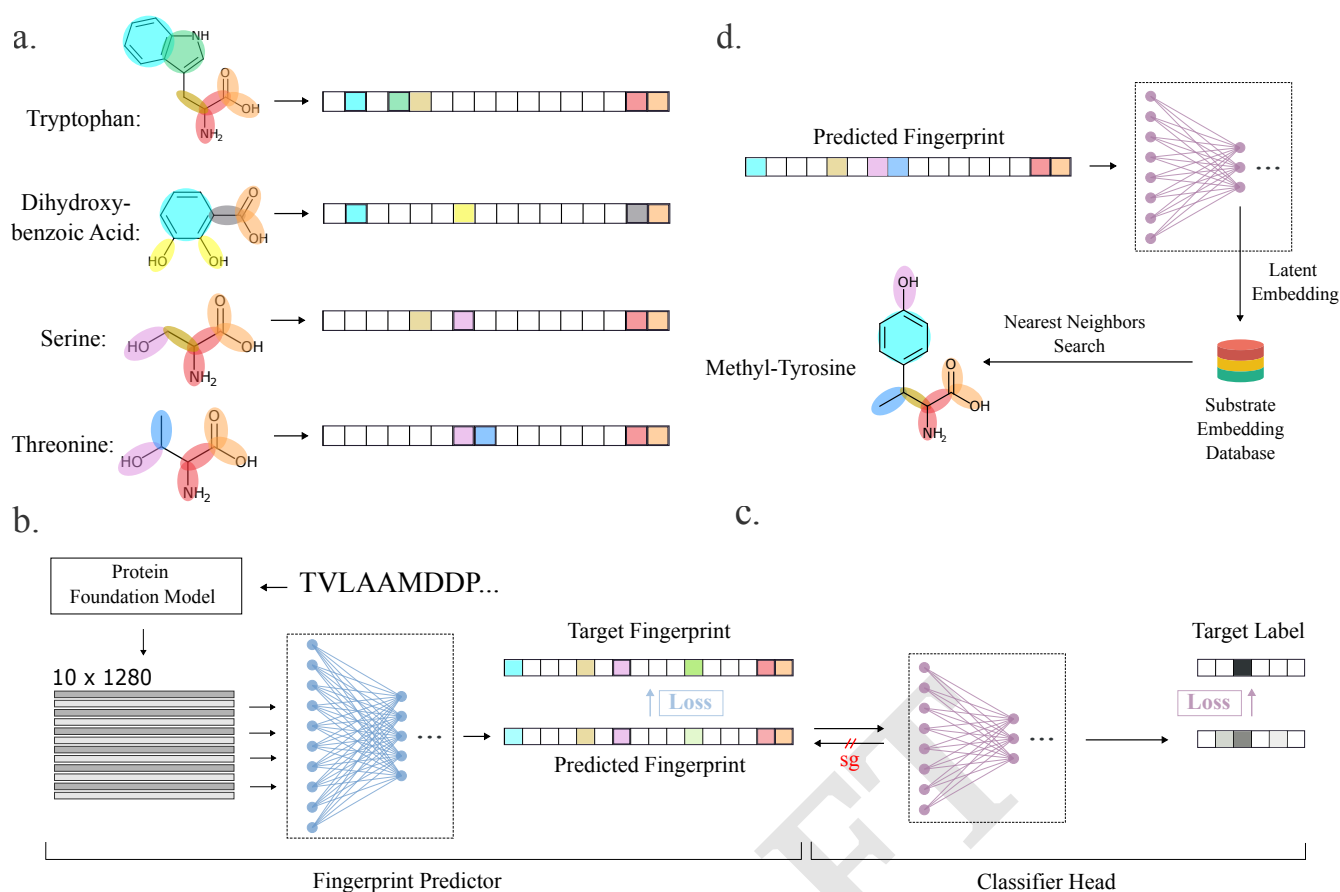 a.
NH
O
OH
NH2
Tryptophan:
Dihydroxy-
benzoic Acid:
O
OH
HO
OH
Serine:
O
HO
OH
NH2
Threonine:
O
HO
OH
NH2
d.
Predicted Fingerprint
Latent
Embedding
OH
Nearest Neighbors
Search
Methyl-Tyrosine
O
OH
NH2
Substrate
Embedding
Database
b.
Protein
Foundation Model
TVLAAMDDP...
10 x 1280
...
Target Fingerprint
Loss
Predicted Fingerprint
Fingerprint Predictor
c.
sg
...
Target Label
Loss
Classifier Head